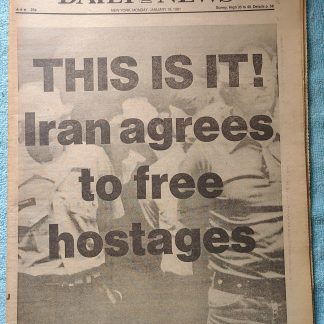 DAILY NEWS
NEW YORK, MONDAY, JANUARY 19, 1981
THIS IS IT!
Iran agrees
to free
hostages